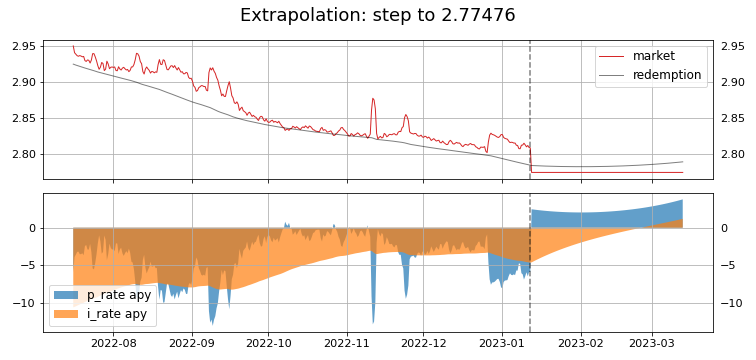 Extrapolation: step to 2.77476
2.95 2.95
2.90 2.90
2.85 2.85
2.80 2.80
market
redemption
0 0
−5 −5
−10 −10
p_rate apy
i_rate apy
2022-08 2022-09 2022-10 2022-11 2022-12 2023-01 2023-02 2023-03